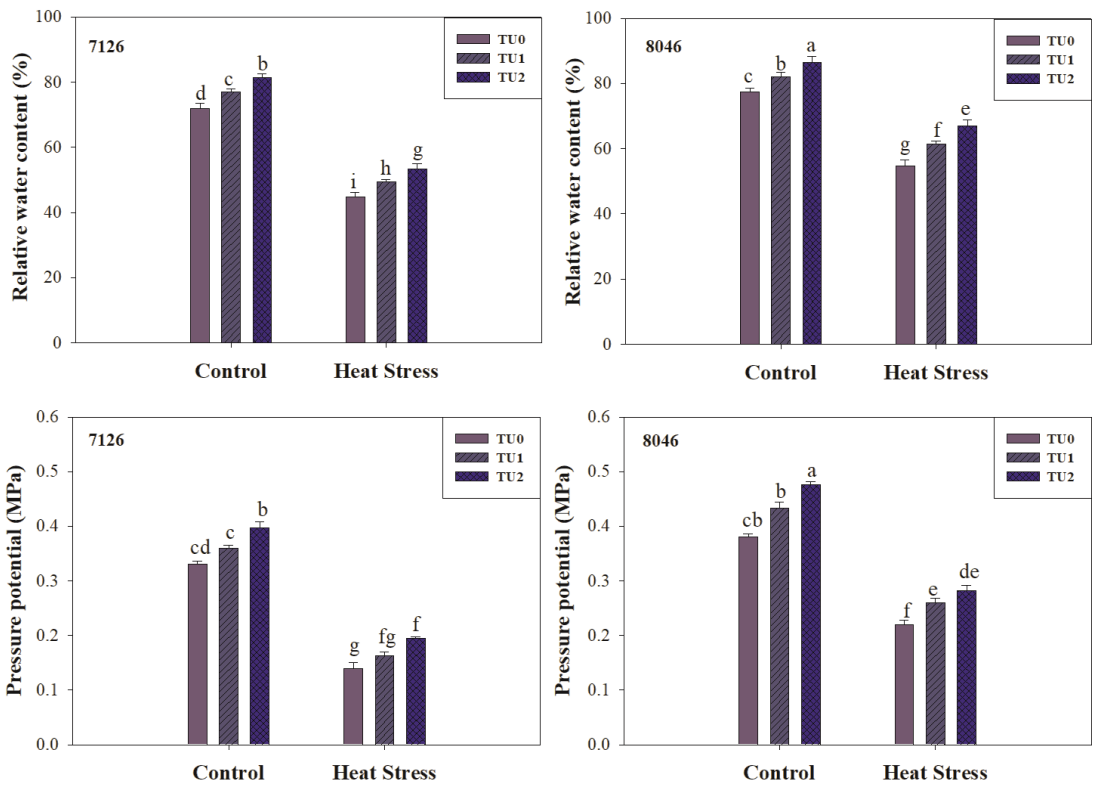 7126
TU0
TU1
TU2
Relative water content (%)
100
80
60
40
20
0
d
c
b
i
h
g
Control
Heat Stress
8046
TU0
TU1
TU2
Relative water content (%)
100
80
60
40
20
0
c
b
a
g
f
e
Control
Heat Stress
7126
TU0
TU1
TU2
Pressure potential (MPa)
0.6
0.5
0.4
0.3
0.2
0.1
0.0
cd
c
b
g
fg
f
Control
Heat Stress
8046
TU0
TU1
TU2
Pressure potential (MPa)
0.6
0.5
0.4
0.3
0.2
0.1
0.0
cb
b
a
f
e
de
Control
Heat Stress